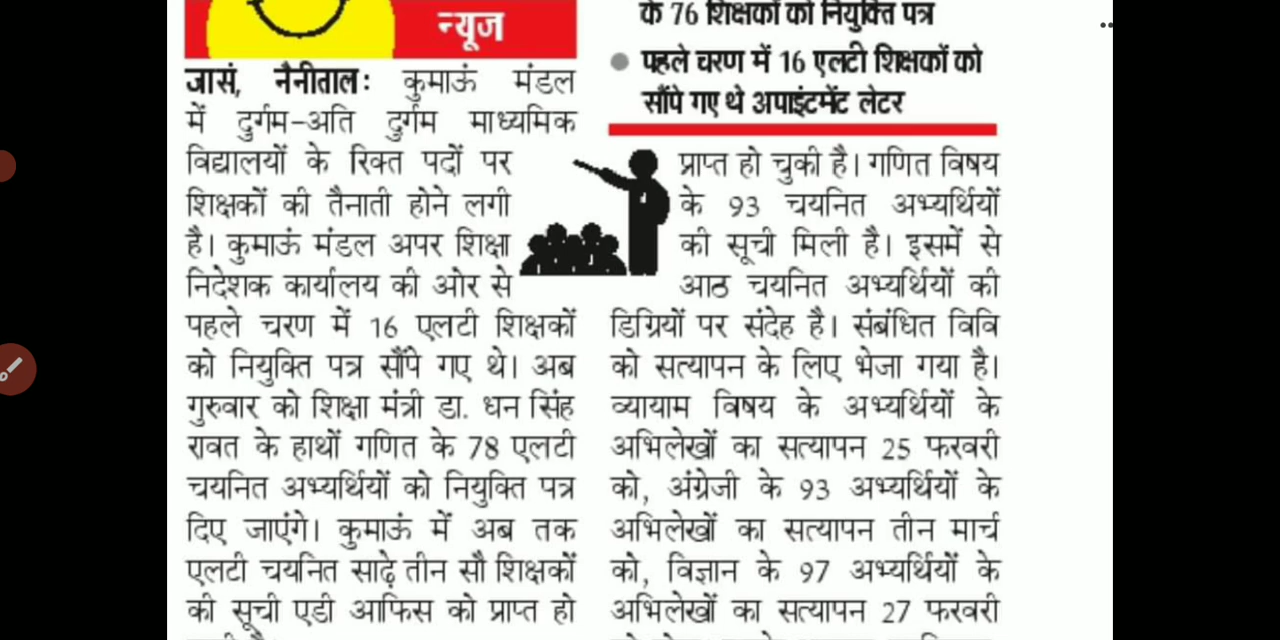 न्यूज
जासं, नैनीताल: कुमाऊं मंडल
में दुर्गम-अति दुर्गम माध्यमिक
विद्यालयों के रिक्त पदों पर
शिक्षकों की तैनाती होने लगी
है। कुमाऊं मंडल अपर शिक्षा
निदेशक कार्यालय की ओर से
पहले चरण में 16 एलटी शिक्षकों
को नियुक्ति पत्र सौंपे गए थे। अब
गुरुवार को शिक्षा मंत्री डा. धन सिंह
रावत के हाथों गणित के 78 एलटी
चयनित अभ्यर्थियों को नियुक्ति पत्र
दिए जाएंगे। कुमाऊं में अब तक
एलटी चयनित साढ़े तीन सौ शिक्षकों
की सूची एडी आफिस को प्राप्त हो
के 76 शिक्षकों को नियुक्ति पत्र
● पहले चरण में 16 एलटी शिक्षकों को
सौंपे गए थे अपाइंटमेंट लेटर
प्राप्त हो चुकी है। गणित विषय
के 93 चयनित अभ्यर्थियों
की सूची मिली है। इसमें से
आठ चयनित अभ्यर्थियों की
डिग्रियों पर संदेह है। संबंधित विवि
को सत्यापन के लिए भेजा गया है।
व्यायाम विषय के अभ्यर्थियों के
अभिलेखों का सत्यापन 25 फरवरी
को, अंग्रेजी के 93 अभ्यर्थियों के
अभिलेखों का सत्यापन तीन मार्च
को, विज्ञान के 97 अभ्यर्थियों के
अभिलेखों का सत्यापन 27 फरवरी